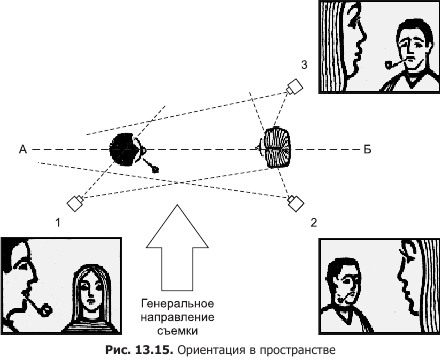 3
А
Б
1
2
Генеральное
направление
съемки
Рис. 13.15. Ориентация в пространстве